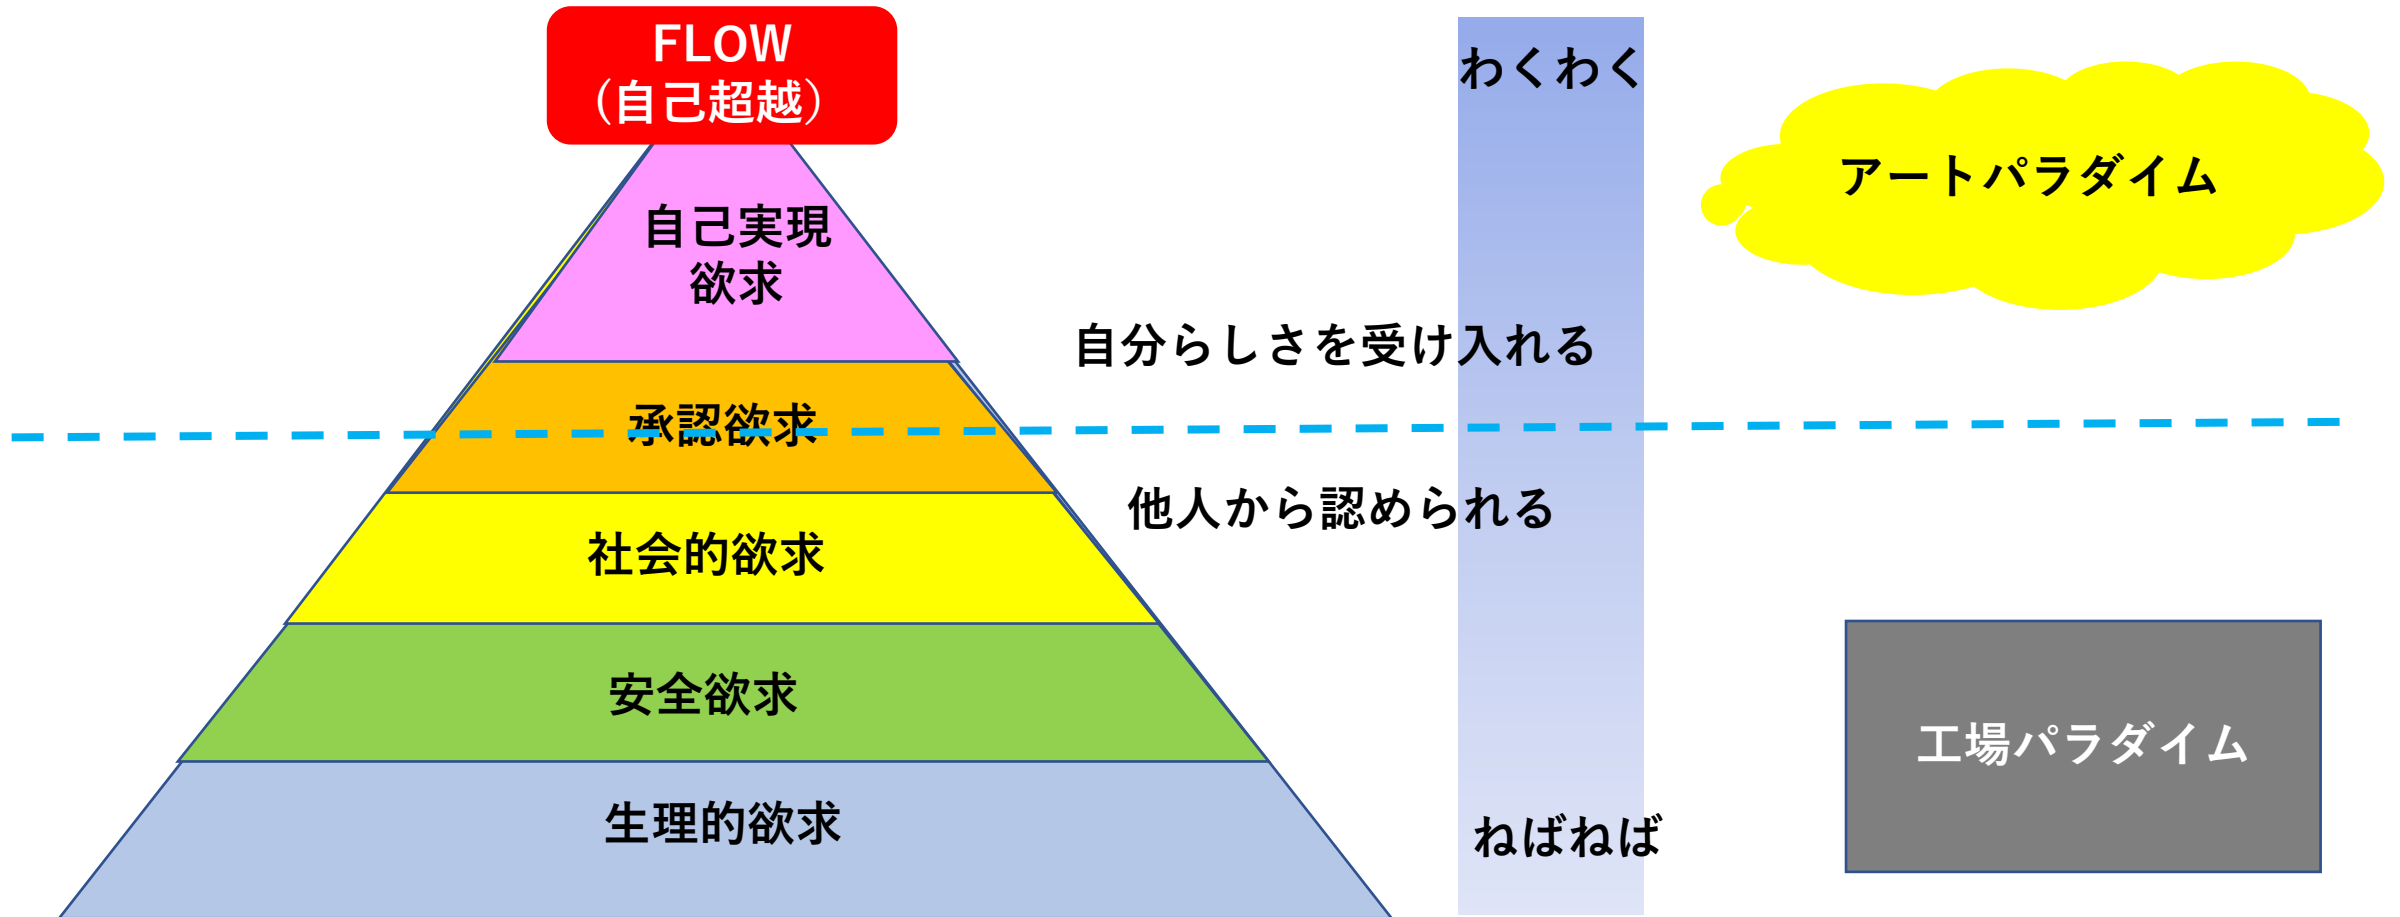 FLOW
（自己超越）
わくわく
アートパラダイム
自己実現
欲求
自分らしさを受け入れる
承認欲求
他人から認められる
社会的欲求
安全欲求
工場パラダイム
生理的欲求
ねばねば